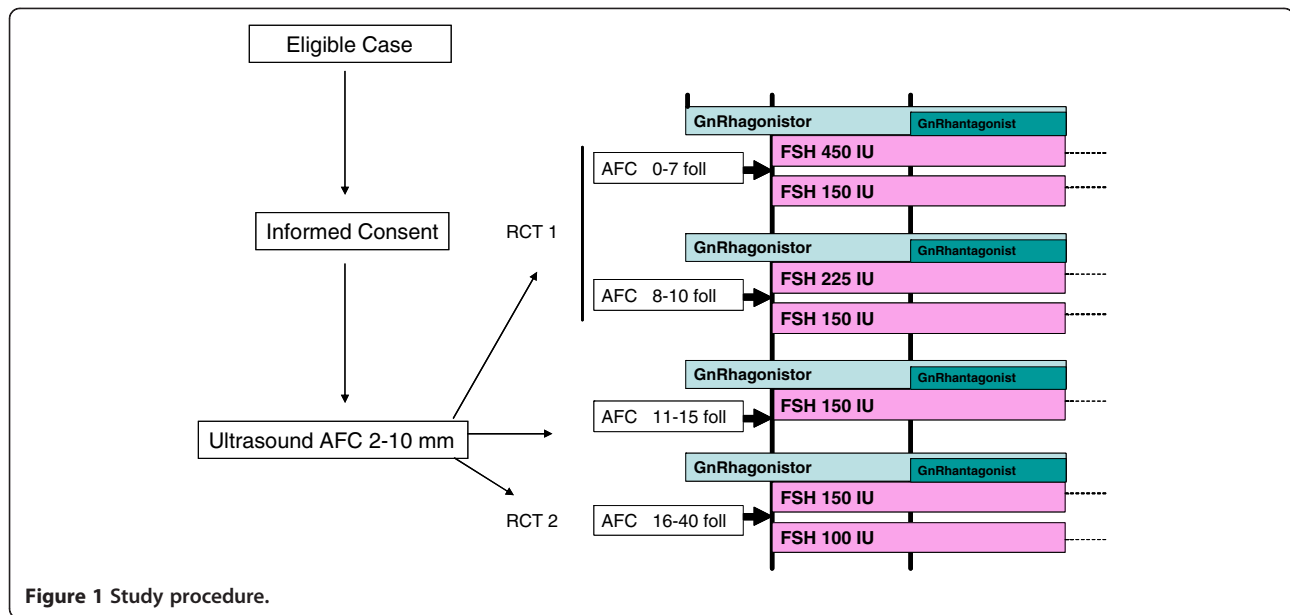 Eligible Case
Informed Consent
Ultrasound AFC 2-10 mm
RCT 1
RCT 2
GnRhagonistor
GnRhantagonist
AFC 0-7 foll
FSH 450 IU
FSH 150 IU
GnRhagonistor
GnRhantagonist
AFC 8-10 foll
FSH 225 IU
FSH 150 IU
GnRhagonistor
GnRhantagonist
AFC 11-15 foll
FSH 150 IU
GnRhagonistor
GnRhantagonist
AFC 16-40 foll
FSH 150 IU
FSH 100 IU
Figure 1 Study procedure.